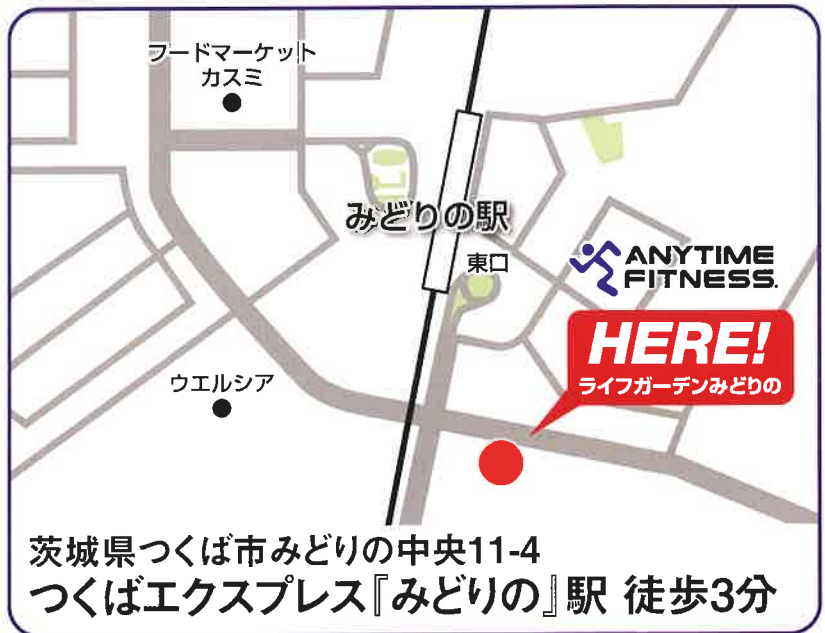 フードマーケット
カスミ
みどりの駅
東口
ANYTIME
FITNESS.
HERE!
ライフガーデンみどりの
ウエルシア
茨城県つくば市みどりの中央11-4
つくばエクスプレス『みどりの』駅 徒歩3分